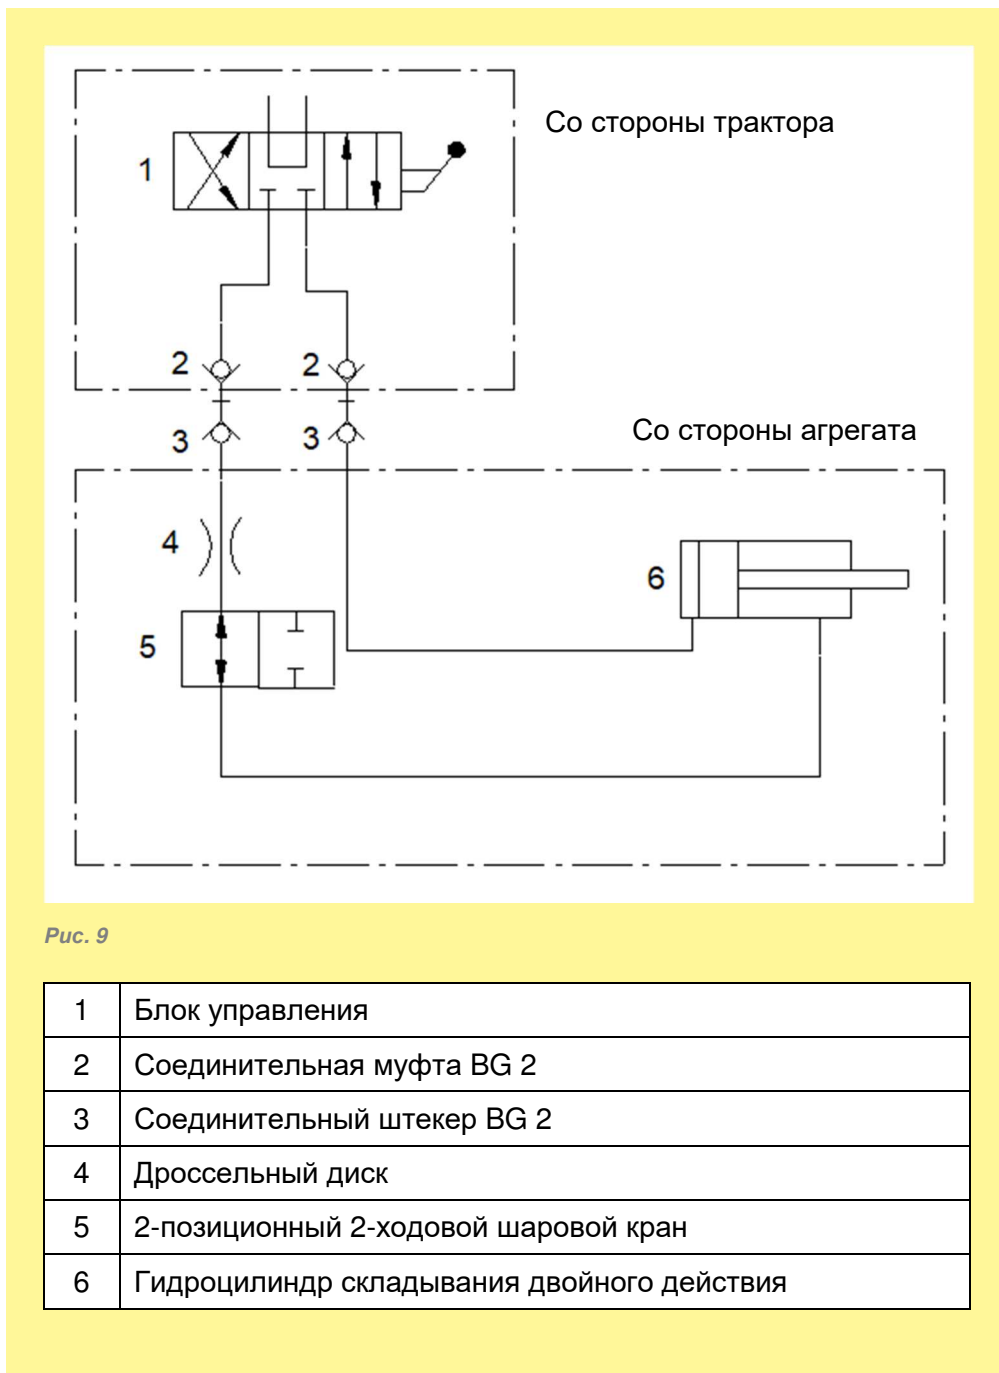 Со стороны трактора
1
2 2
Со стороны агрегата
3 3
4
6
5
Рис. 9
1 Блок управления
2 Соединительная муфта BG 2
3 Соединительный штекер BG 2
4 Дроссельный диск
5 2-позиционный 2-ходовой шаровой кран
6 Гидроцилиндр складывания двойного действия